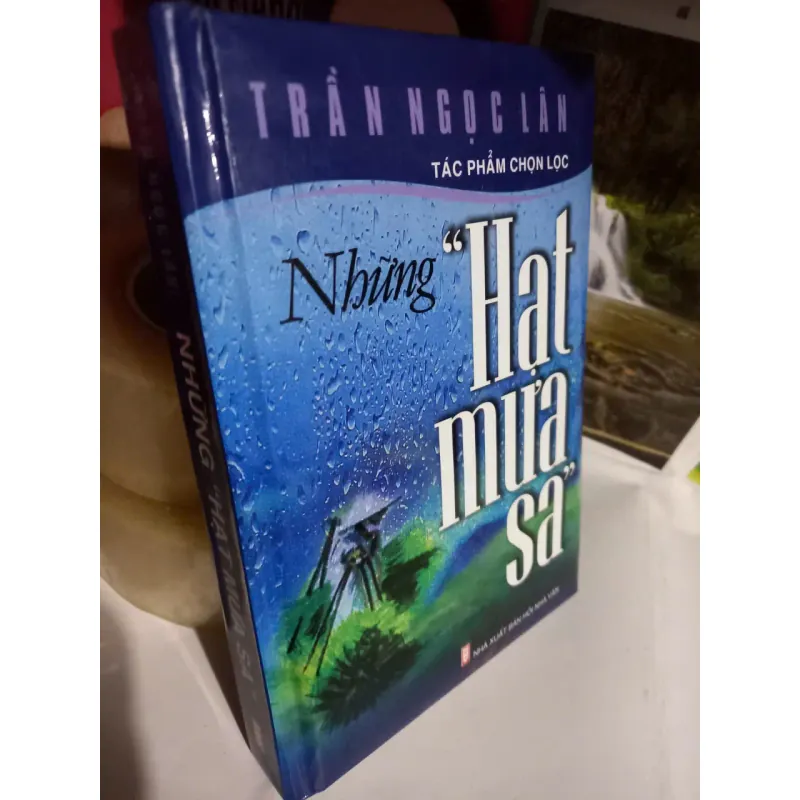 TRẦN NGỌC LÂN
TÁC PHẨM CHỌN LỌC
Những
“Hạt
mưa
sa”
NHÀ XUẤT BẢN HỘI NHÀ VĂN
NHỮNG “HẠT MƯA SA”